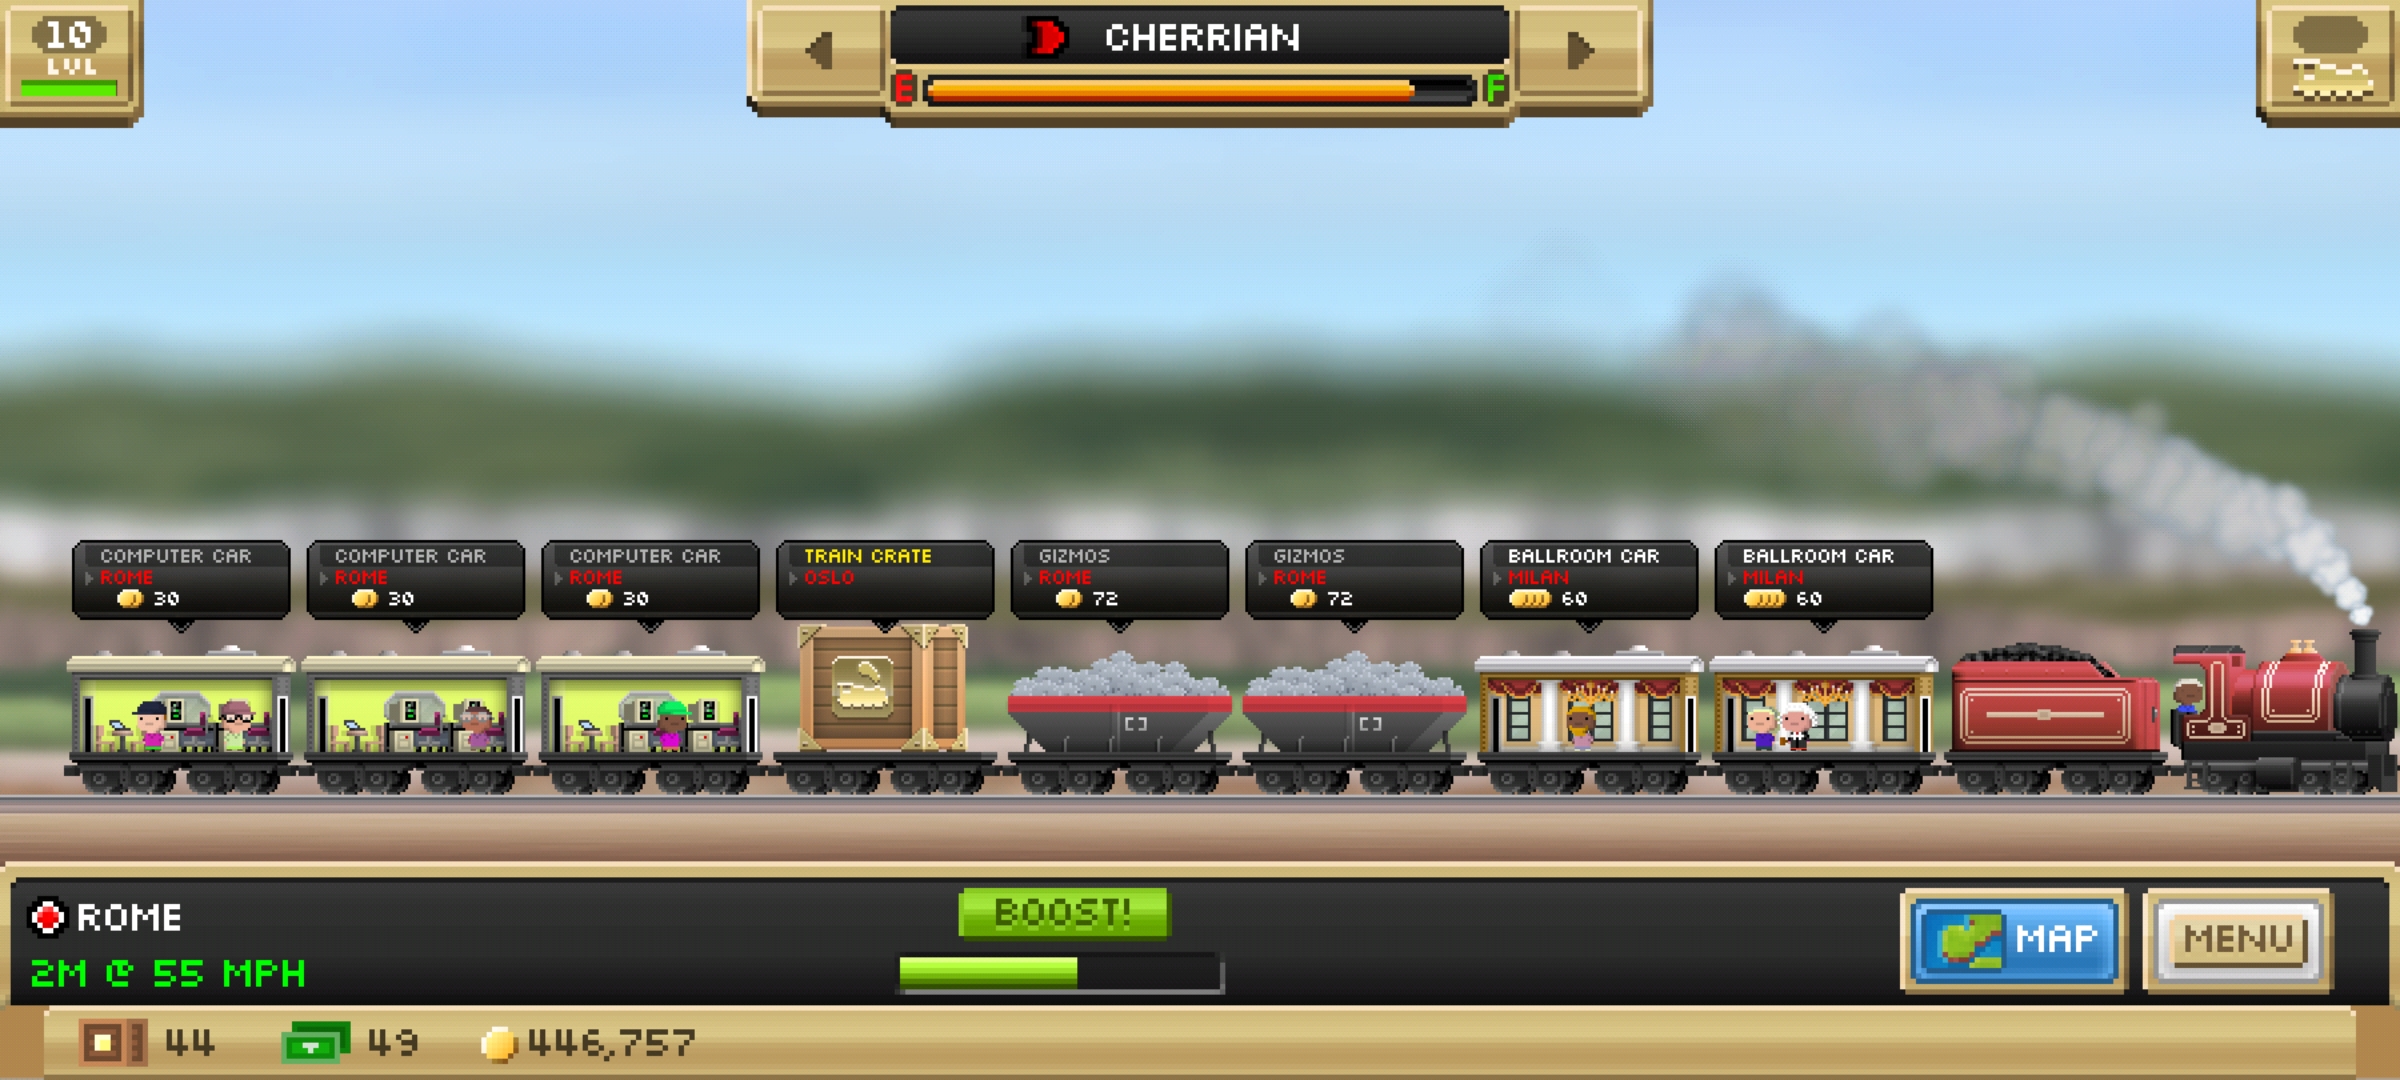 10
LVL
CHERRIAN
E F
COMPUTER CAR
ROME
30
COMPUTER CAR
ROME
30
COMPUTER CAR
ROME
30
TRAIN CRATE
OSLO
GIZMOS
ROME
72
GIZMOS
ROME
72
BALLROOM CAR
MILAN
60
BALLROOM CAR
MILAN
60
ROME
2M @ 55 MPH
BOOST!
MAP
MENU
44
49
446,757